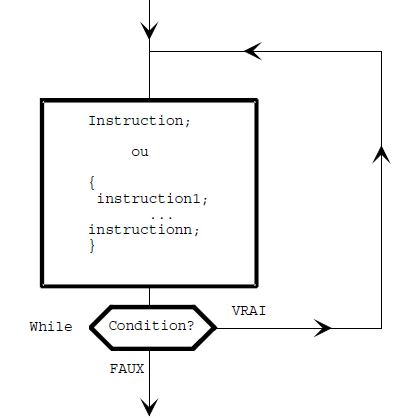 Instruction;
ou
{
instruction1;
...
instructionn;
}
VRAI
While Condition?
FAUX